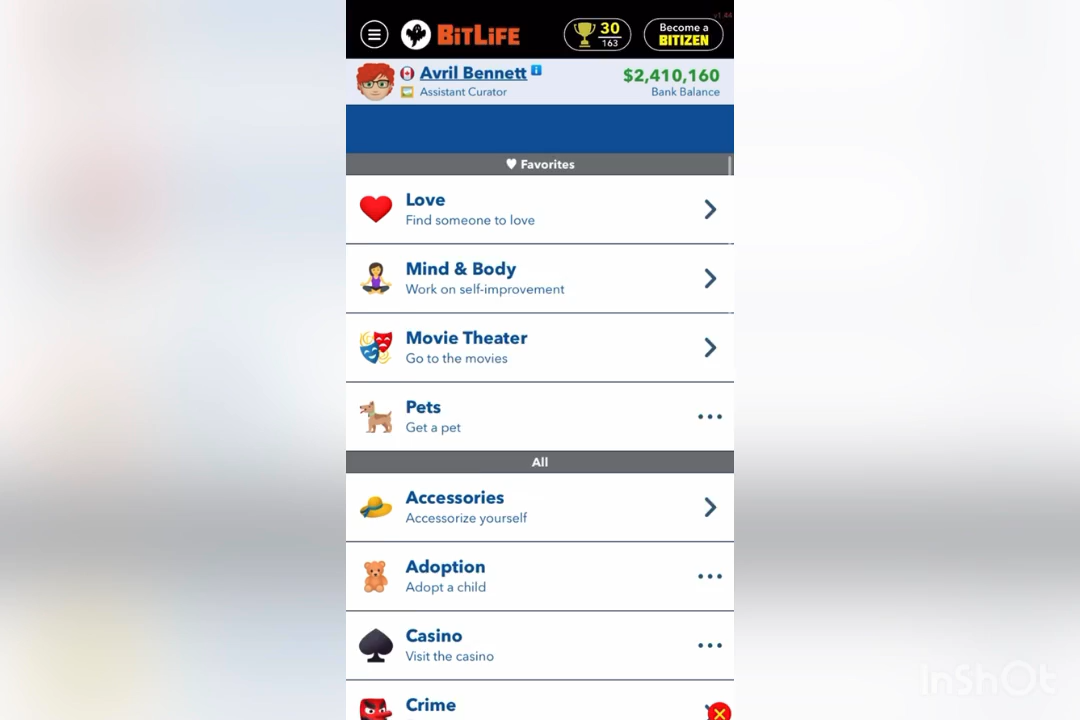 v1.44
BITLIFE
30
163
Become a
BITIZEN
Avril Bennett
$2,410,160
Assistant Curator
Bank Balance
Favorites
Love
Find someone to love
Mind & Body
Work on self-improvement
Movie Theater
Go to the movies
Pets
Get a pet
All
Accessories
Accessorize yourself
Adoption
Adopt a child
Casino
Visit the casino
Crime
InShOt